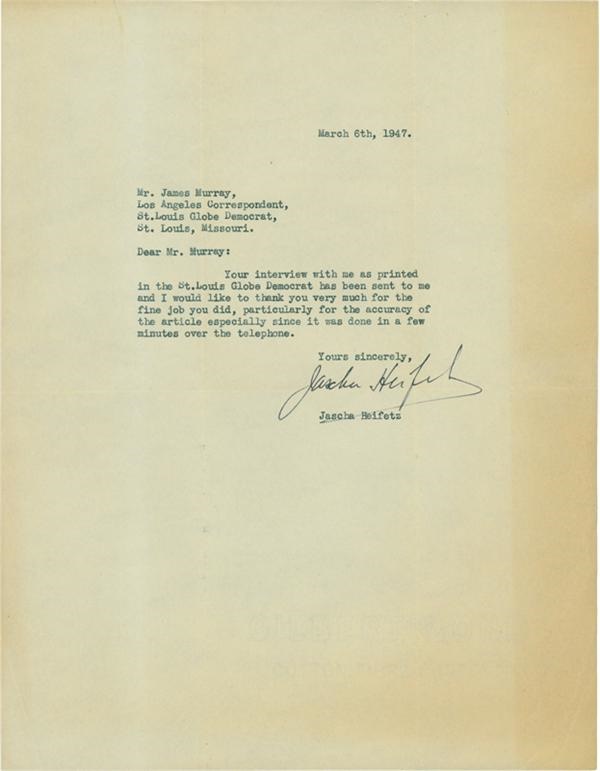 March 6th, 1947.
Mr. James Murray,
Los Angeles Correspondent,
St.Louis Globe Democrat,
St. Louis, Missouri.
Dear Mr. Murray:
Your interview with me as printed
in the St.Louis Globe Democrat has been sent to me
and I would like to thank you very much for the
fine job you did, particularly for the accuracy of
the article especially since it was done in a few
minutes over the telephone.
Yours sincerely,
Jascha Heifetz
Jascha Heifetz